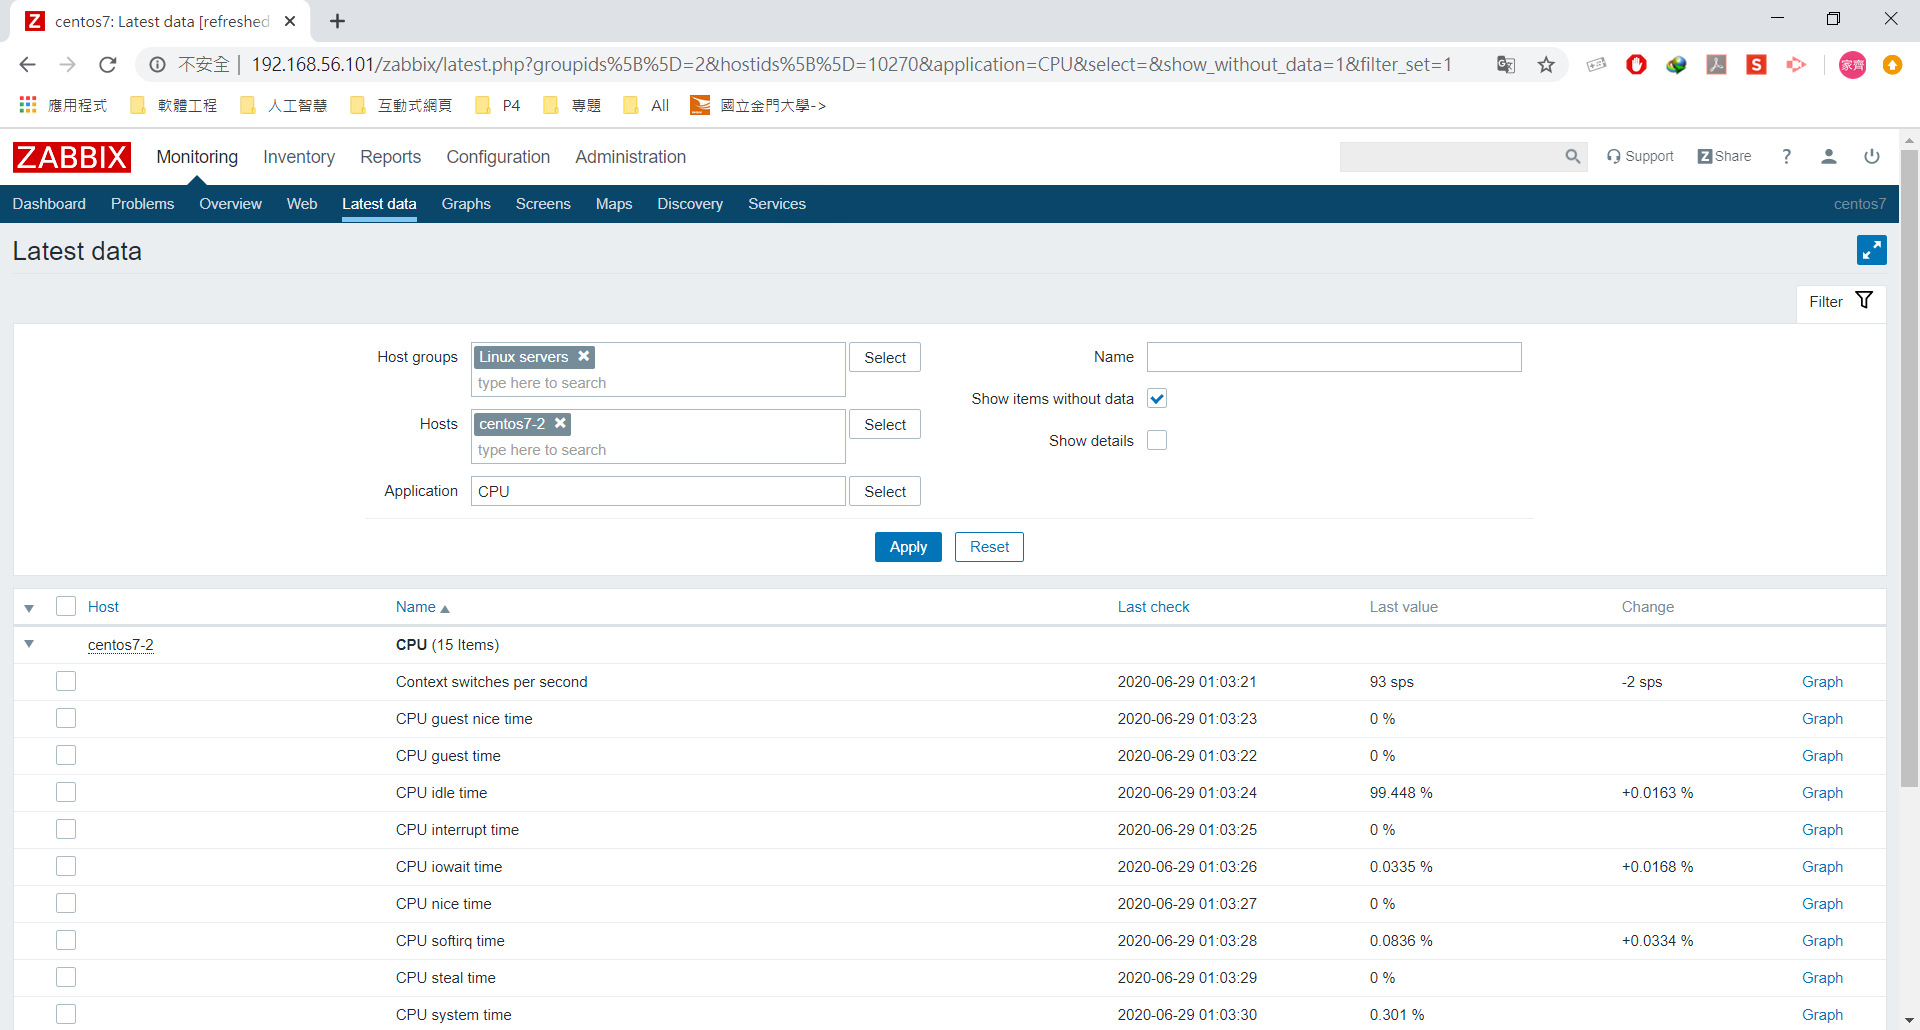 centos7: Latest data [refreshed
不安全 | 192.168.56.101/zabbix/latest.php?groupids%5B%5D=2&hostids%5B%5D=10270&application=CPU&select=&show_without_data=1&filter_set=1 家齊
應用程式 軟體工程 人工智慧 互動式網頁 P4 專題 All 國立金門大學->
ZABBIX Monitoring Inventory Reports Configuration Administration Support Z Share ?
Dashboard Problems Overview Web Latest data Graphs Screens Maps Discovery Services centos7
Latest data
Filter
Host groups Linux servers Select Name
type here to search
Show items without data
Hosts centos7-2 Select
type here to search Show details
Application CPU Select
Apply Reset
Host Name Last check Last value Change
centos7-2 CPU (15 Items)
Context switches per second 2020-06-29 01:03:21 93 sps -2 sps Graph
CPU guest nice time 2020-06-29 01:03:23 0 % Graph
CPU guest time 2020-06-29 01:03:22 0 % Graph
CPU idle time 2020-06-29 01:03:24 99.448 % +0.0163 % Graph
CPU interrupt time 2020-06-29 01:03:25 0 % Graph
CPU iowait time 2020-06-29 01:03:26 0.0335 % +0.0168 % Graph
CPU nice time 2020-06-29 01:03:27 0 % Graph
CPU softirq time 2020-06-29 01:03:28 0.0836 % +0.0334 % Graph
CPU steal time 2020-06-29 01:03:29 0 % Graph
CPU system time 2020-06-29 01:03:30 0.301 % Graph